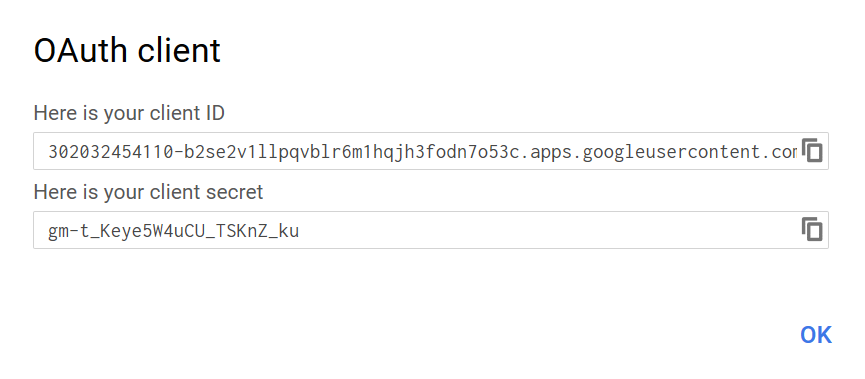 OAuth client
Here is your client ID
302032454110-b2se2v1llpqvblr6m1hqjh3fodn7o53c.apps.googleusercontent.com
Here is your client secret
gm-t_Keye5W4uCU_TSKnZ_ku
OK